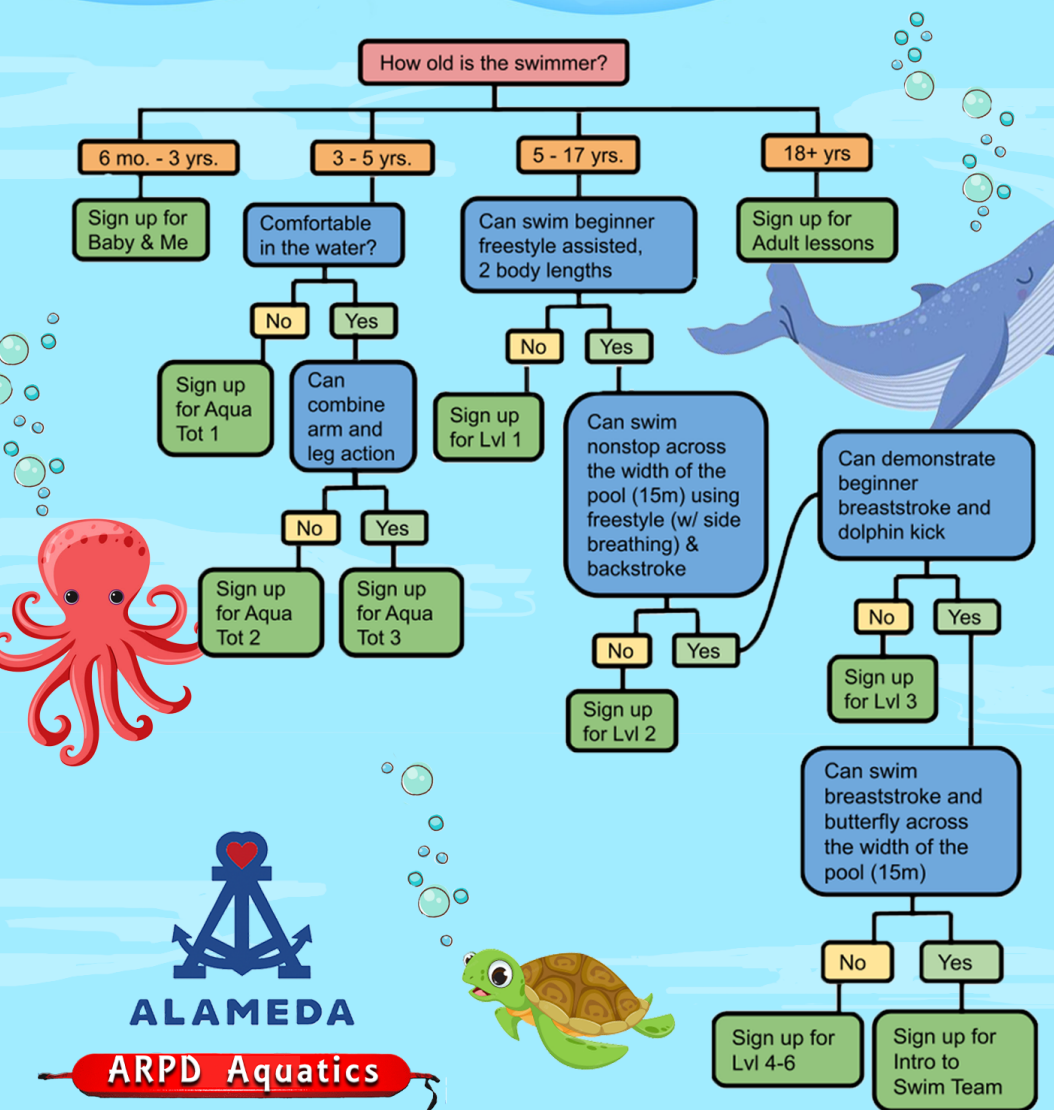 How old is the swimmer?
6 mo. - 3 yrs.
3 - 5 yrs.
5 - 17 yrs.
18+ yrs
Sign up for
Baby & Me
Comfortable
in the water?
Can swim beginner
freestyle assisted,
2 body lengths
Sign up for
Adult lessons
No
Yes
No
Yes
Sign up
for Aqua
Tot 1
Can
combine
arm and
leg action
Sign up
for Lvl 1
Can swim
nonstop across
the width of the
pool (15m) using
freestyle (w/ side
breathing) &
backstroke
Can demonstrate
beginner
breaststroke and
dolphin kick
No
Yes
Sign up
for Aqua
Tot 2
Sign up
for Aqua
Tot 3
No
Yes
No
Yes
Sign up
for Lvl 2
Sign up
for Lvl 3
Can swim
breaststroke and
butterfly across
the width of the
pool (15m)
No
Yes
Sign up for
Lvl 4-6
Sign up for
Intro to
Swim Team
ALAMEDA
ARPD Aquatics